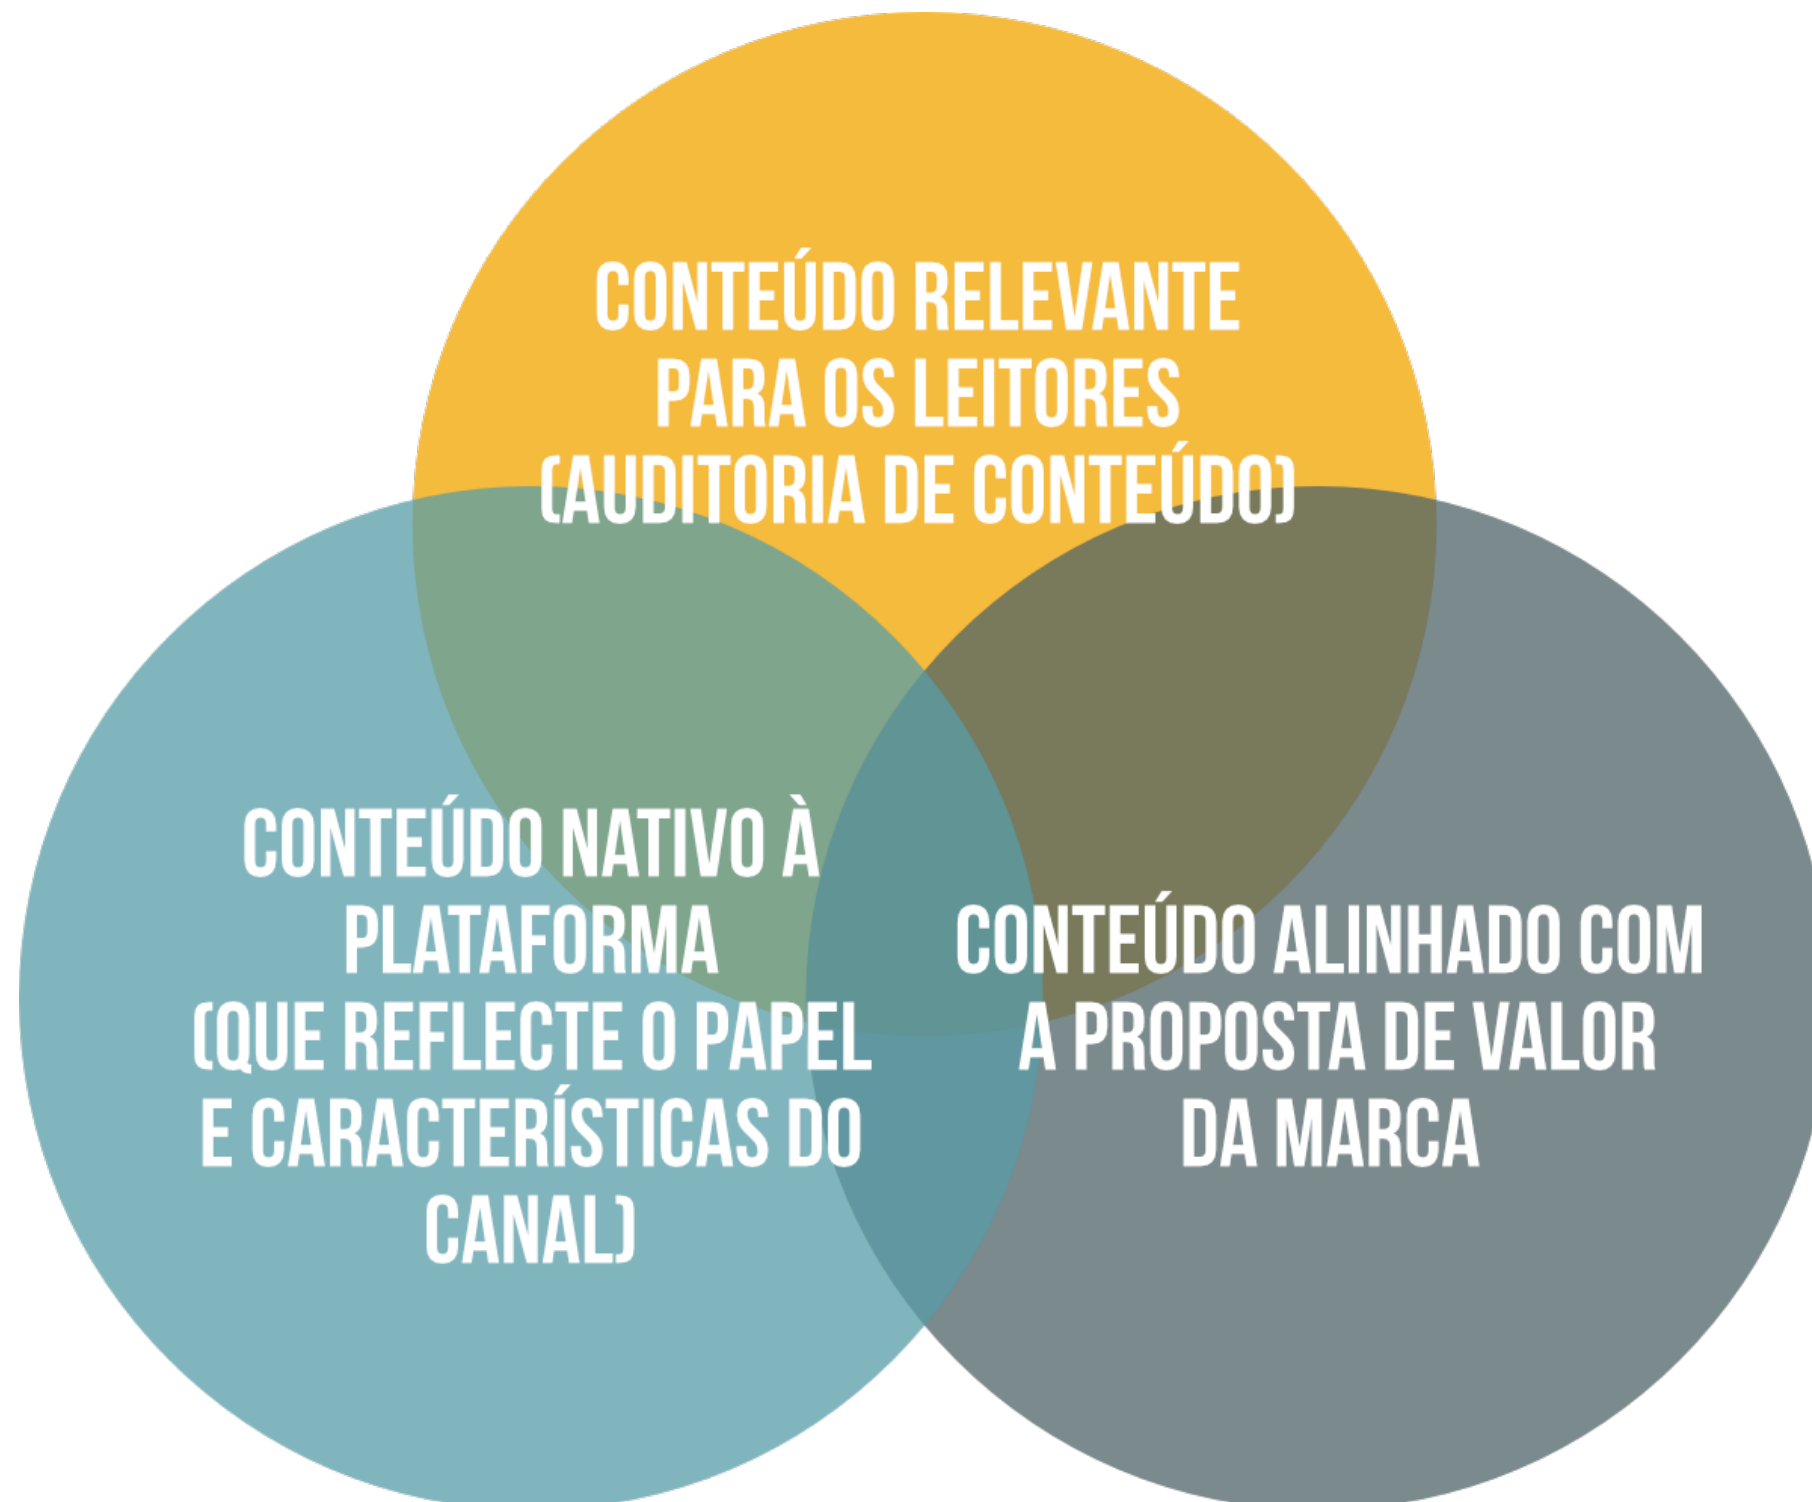 CONTEÚDO RELEVANTE
PARA OS LEITORES
(AUDITORIA DE CONTEÚDO)
CONTEÚDO NATIVO À
PLATAFORMA
(QUE REFLECTE O PAPEL
E CARACTERÍSTICAS DO
CANAL)
CONTEÚDO ALINHADO COM
A PROPOSTA DE VALOR
DA MARCA